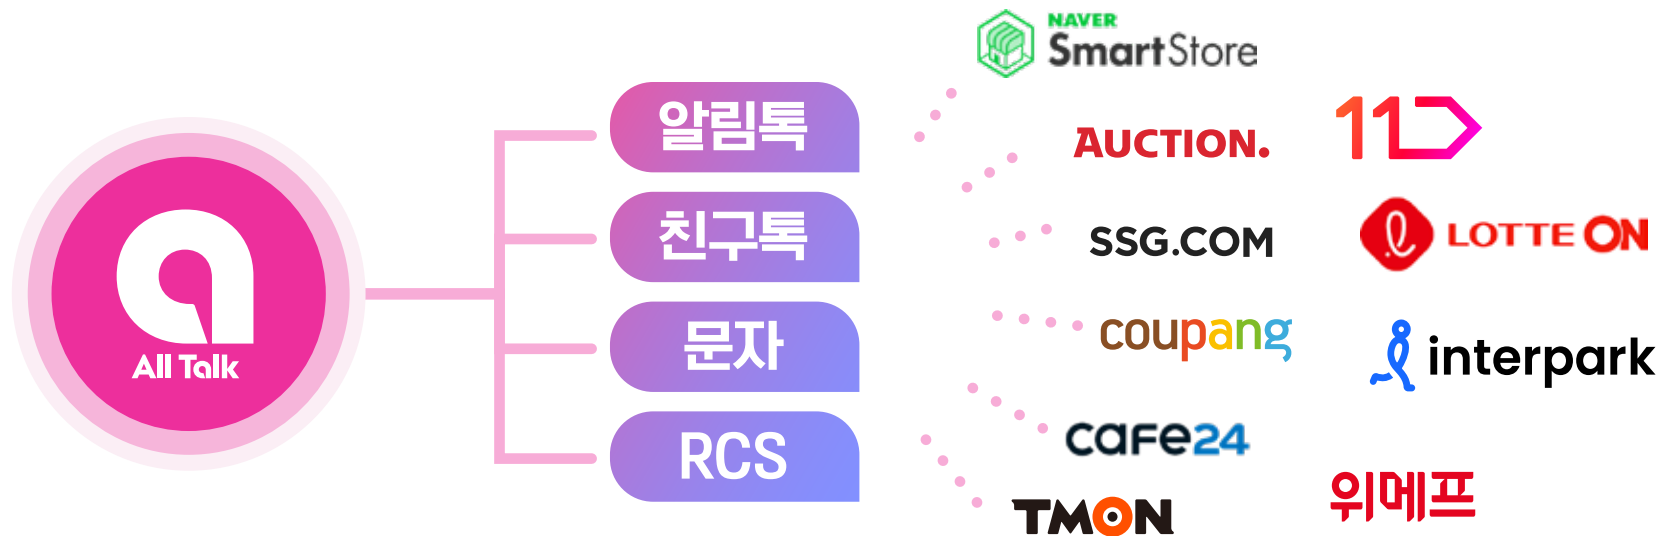 All Talk
알림톡
친구톡
문자
RCS
NAVER
SmartStore
AUCTION.
11
SSG.COM
LOTTE ON
coupang
interpark
CAFE24
TMON
위메프